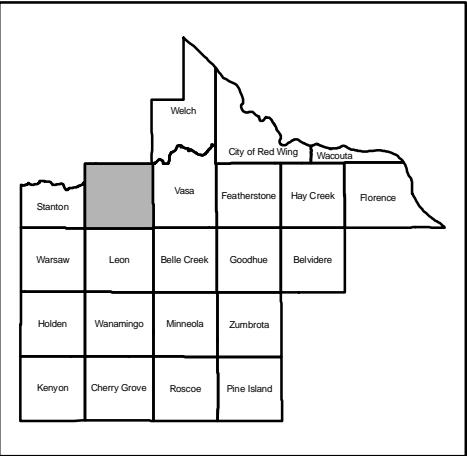 Welch
City of Red Wing
Wacouta
Stanton
Vasa
Featherstone
Hay Creek
Florence
Warsaw
Leon
Belle Creek
Goodhue
Belvidere
Holden
Wanamingo
Minneola
Zumbrota
Kenyon
Cherry Grove
Roscoe
Pine Island